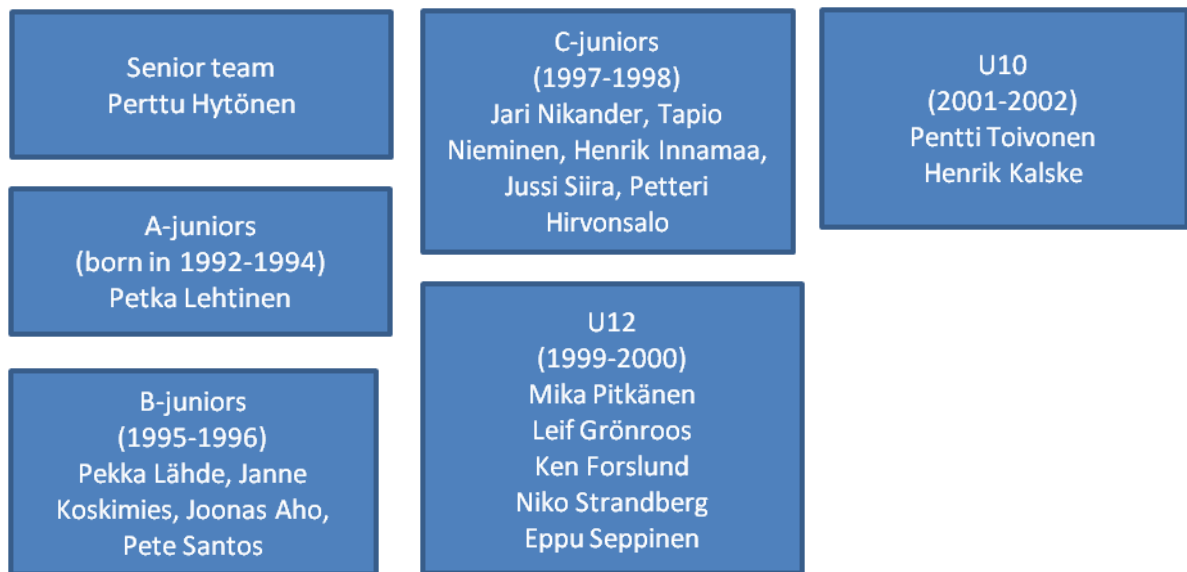 Senior team
Perttu Hytönen
A-juniors
(born in 1992-1994)
Petka Lehtinen
B-juniors
(1995-1996)
Pekka Lähde, Janne
Koskimies, Joonas Aho,
Pete Santos
C-juniors
(1997-1998)
Jari Nikander, Tapio
Nieminen, Henrik Innamaa,
Jussi Siira, Petteri
Hirvonsalo
U12
(1999-2000)
Mika Pitkänen
Leif Grönroos
Ken Forslund
Niko Strandberg
Eppu Seppinen
U10
(2001-2002)
Pentti Toivonen
Henrik Kalske